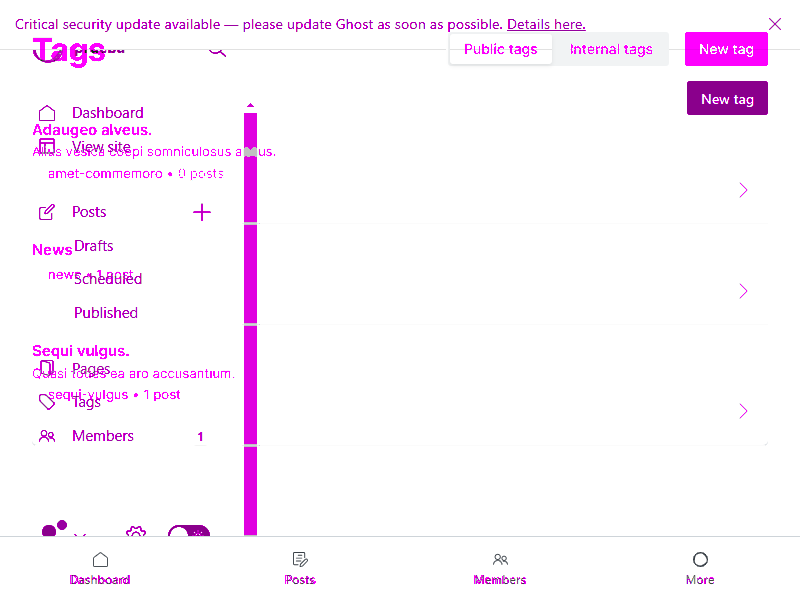 Critical security update available — please update Ghost as soon as possible. Details here.
Tags
Public tags
Internal tags
New tag
New tag
Dashboard
Adaugeo alveus.
View site
Alius vesica coepi somniculosus
amet-commemoro • 0 posts
Posts
Drafts
News
news • 1 post
Scheduled
Published
Sequi vulgus.
Pages
Quasi totus ea aro accusantium.
sequi-vulgus • 1 post
Tags
Members 1
Dashboard
Posts
Members
More